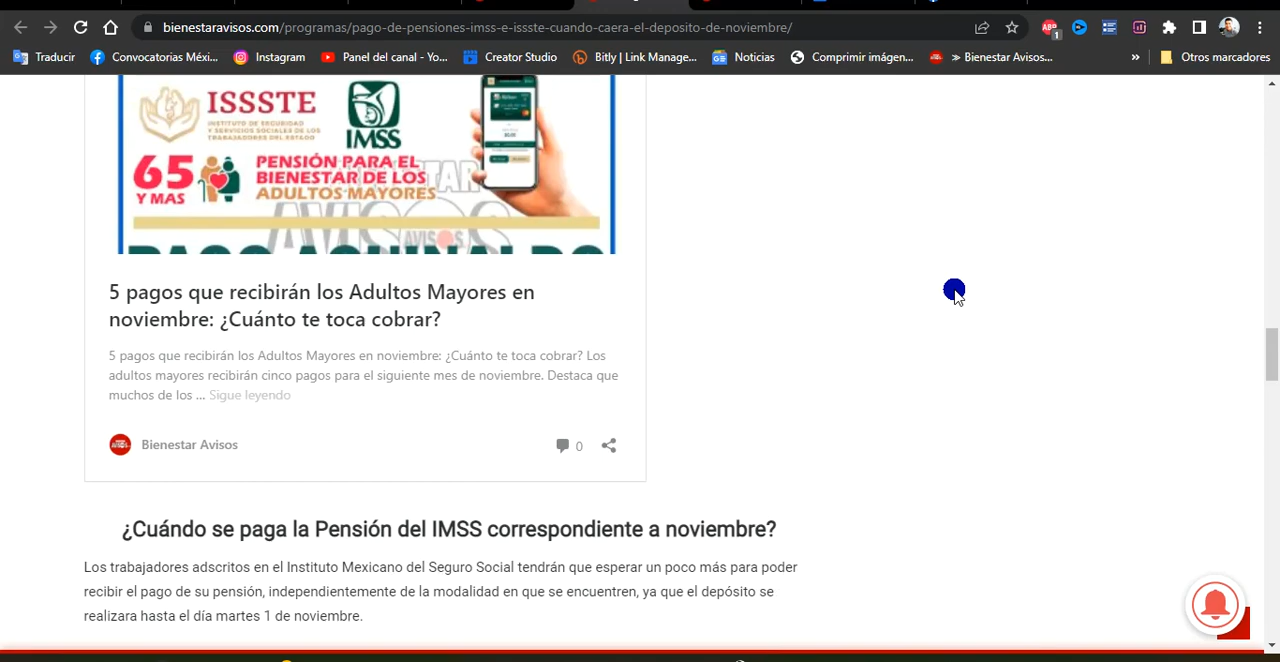 bienestaravisos.com/programas/pago-de-pensiones-imss-e-issste-cuando-caera-el-deposito-de-noviembre/
ABP 1
Traducir Convocatorias Méxi... Instagram Panel del canal - Yo... Creator Studio Bitly | Link Manage... Noticias Comprimir imágen... » Bienestar Avisos... » Otros marcadores
ISSSTE
INSTITUTO DE SEGURIDAD
Y SERVICIOS SOCIALES DE LOS
TRABAJADORES DEL ESTADO
IMSS
65
Y MAS
PENSIÓN PARA EL
BIENESTAR DE LOS
ADULTOS MAYORES
AVISOS
PAGO AGUINALDO
5 pagos que recibirán los Adultos Mayores en
noviembre: ¿Cuánto te toca cobrar?
5 pagos que recibirán los Adultos Mayores en noviembre: ¿Cuánto te toca cobrar? Los
adultos mayores recibirán cinco pagos para el siguiente mes de noviembre. Destaca que
muchos de los ... Sigue leyendo
Bienestar Avisos
0
¿Cuándo se paga la Pensión del IMSS correspondiente a noviembre?
Los trabajadores adscritos en el Instituto Mexicano del Seguro Social tendrán que esperar un poco más para poder
recibir el pago de su pensión, independientemente de la modalidad en que se encuentren, ya que el depósito se
realizara hasta el día martes 1 de noviembre.